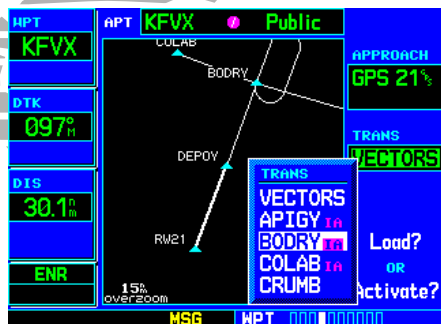 WPT
KFVX
APT KFVX Public
COLAB
BODRY
DEPOY
RW21
DTK
097°M
DIS
30.1nm
ENR
15nm
overzoom
APPROACH
GPS 21
TRANS
VECTORS
TRANS
VECTORS
APIGY IA
BODRY IA
COLAB IA
CRUMB
Load?
OR
Activate?
MSG
WPT